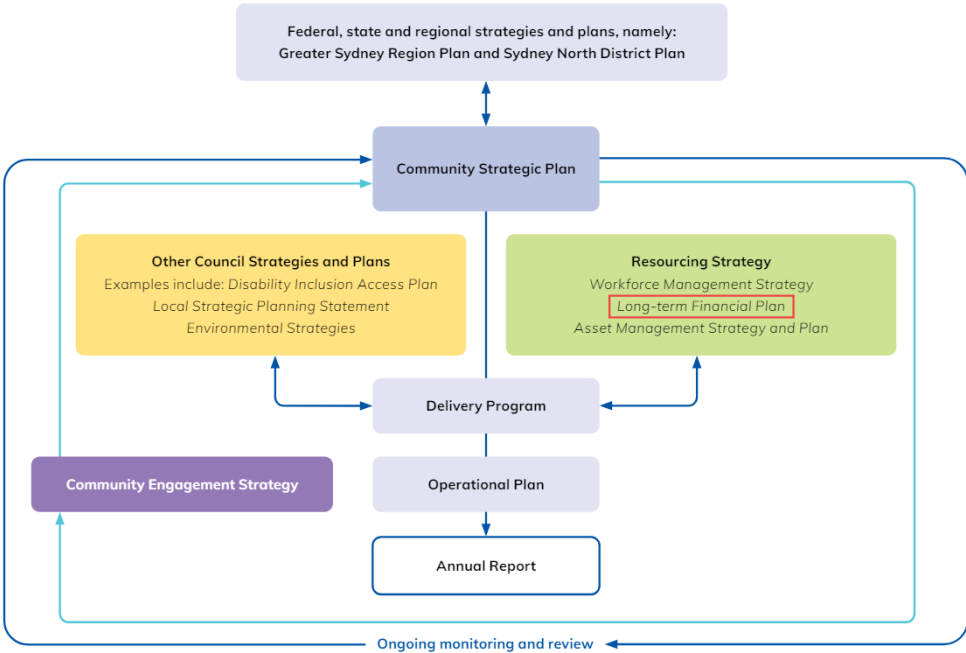 Federal, state and regional strategies and plans, namely:
Greater Sydney Region Plan and Sydney North District Plan
Community Strategic Plan
Other Council Strategies and Plans
Examples include: Disability Inclusion Access Plan
Local Strategic Planning Statement
Environmental Strategies
Resourcing Strategy
Workforce Management Strategy
Long-term Financial Plan
Asset Management Strategy and Plan
Delivery Program
Community Engagement Strategy
Operational Plan
Annual Report
Ongoing monitoring and review